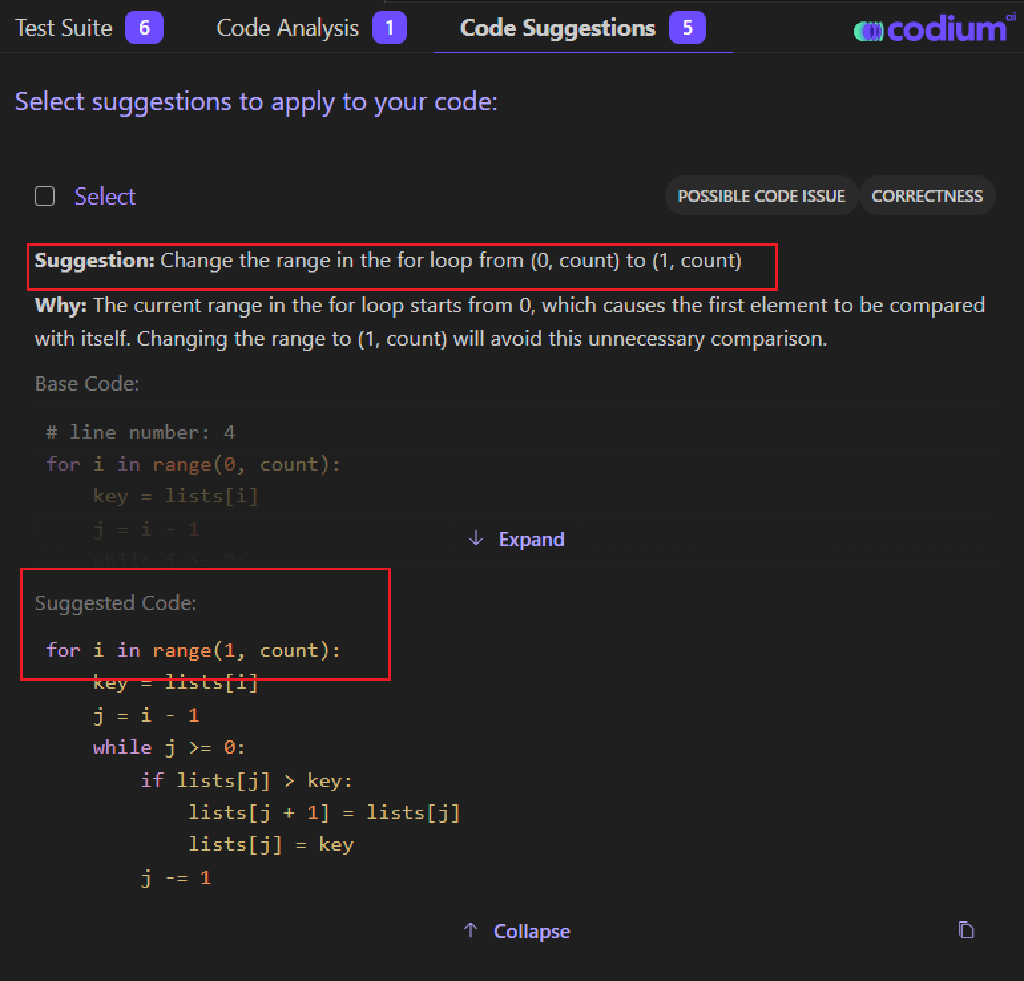 Test Suite 6 Code Analysis 1 Code Suggestions 5 codium ai
Select suggestions to apply to your code:
Select POSSIBLE CODE ISSUE CORRECTNESS
Suggestion: Change the range in the for loop from (0, count) to (1, count)
Why: The current range in the for loop starts from 0, which causes the first element to be compared
with itself. Changing the range to (1, count) will avoid this unnecessary comparison.
Base Code:
# line number: 4
for i in range(0, count):
    key = lists[i]
    j = i - 1
    while j >= 0:
↓ Expand
Suggested Code:
for i in range(1, count):
    key = lists[i]
    j = i - 1
    while j >= 0:
        if lists[j] > key:
            lists[j + 1] = lists[j]
            lists[j] = key
        j -= 1
↑ Collapse